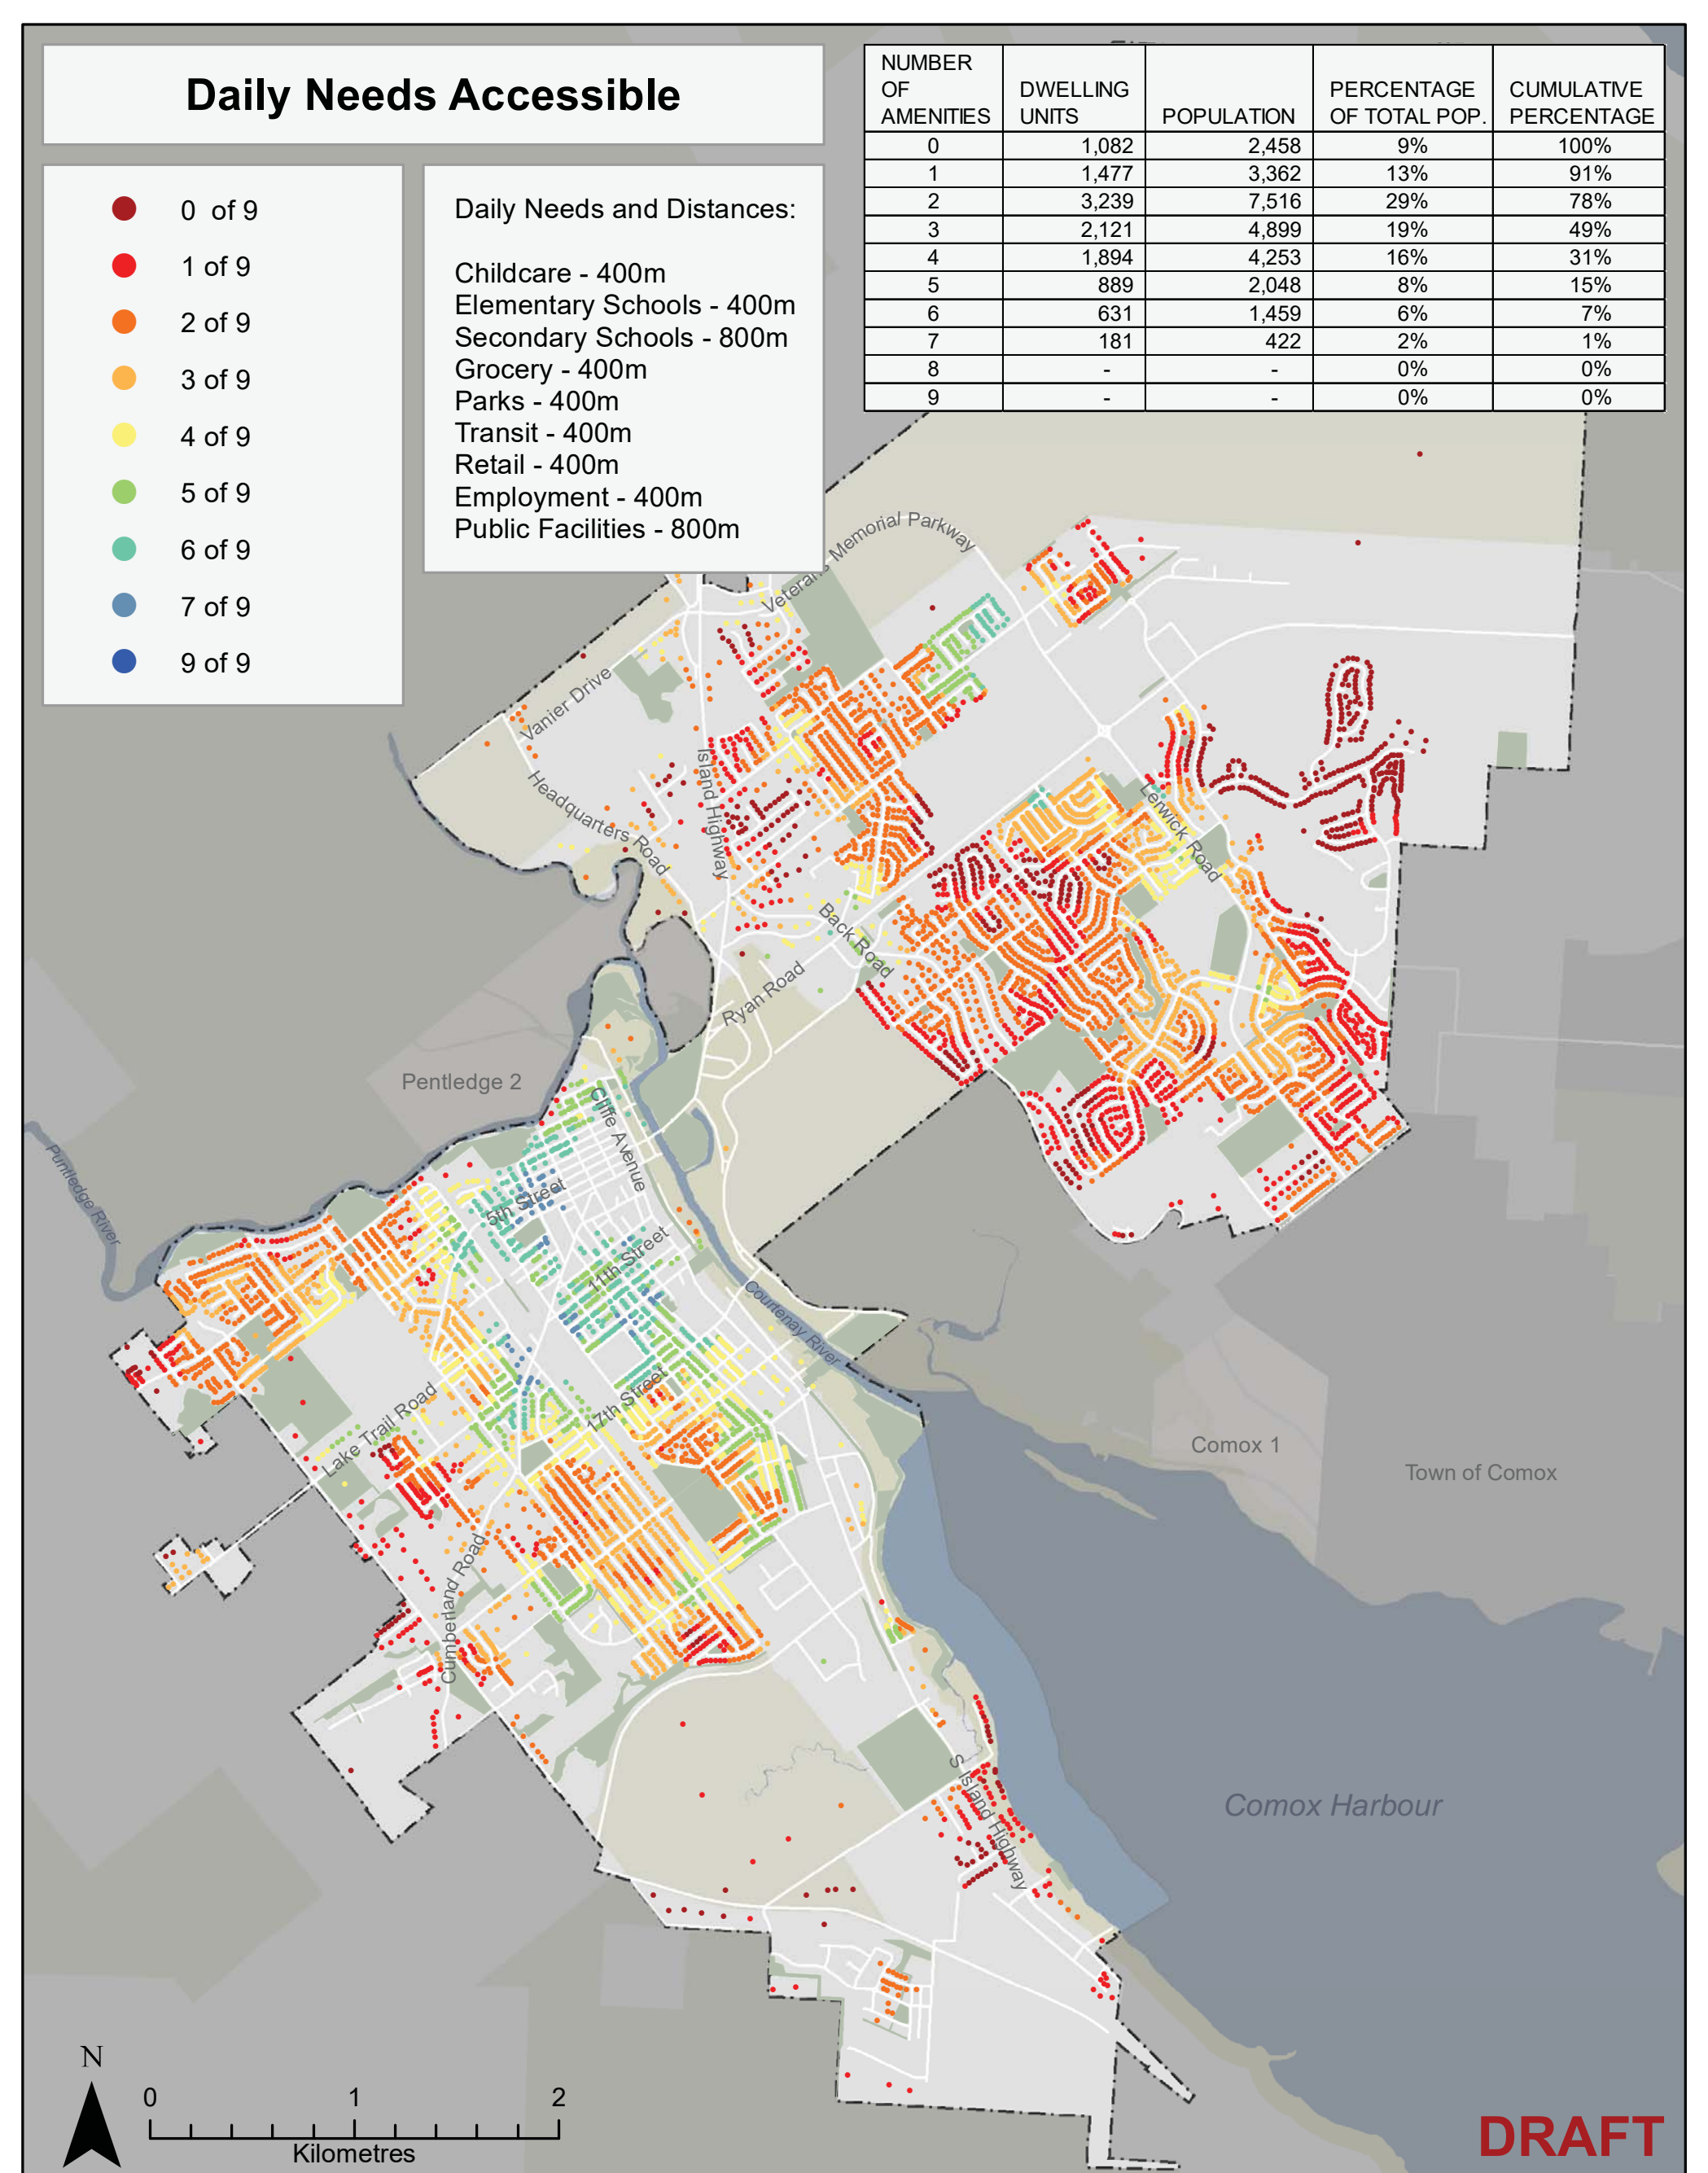 Daily Needs Accessible
0 of 9
1 of 9
2 of 9
3 of 9
4 of 9
5 of 9
6 of 9
7 of 9
9 of 9
Daily Needs and Distances:
Childcare - 400m
Elementary Schools - 400m
Secondary Schools - 800m
Grocery - 400m
Parks - 400m
Transit - 400m
Retail - 400m
Employment - 400m
Public Facilities - 800m
NUMBER OF AMENITIES DWELLING UNITS POPULATION PERCENTAGE OF TOTAL POP. CUMULATIVE PERCENTAGE
0 1,082 2,458 9% 100%
1 1,477 3,362 13% 91%
2 3,239 7,516 29% 78%
3 2,121 4,899 19% 49%
4 1,894 4,253 16% 31%
5 889 2,048 8% 15%
6 631 1,459 6% 7%
7 181 422 2% 1%
8 - - 0% 0%
9 - - 0% 0%
Veterans Memorial Parkway
Vanier Drive
Island Highway
Headquarters Road
Lerwick Road
Back Road
Ryan Road
Pentledge 2
Cliffe Avenue
Puntledge River
5th Street
11th Street
Courtenay River
17th Street
Lake Trail Road
Comox 1
Town of Comox
Cumberland Road
S Island Highway
Comox Harbour
N
0 1 2
Kilometres
DRAFT